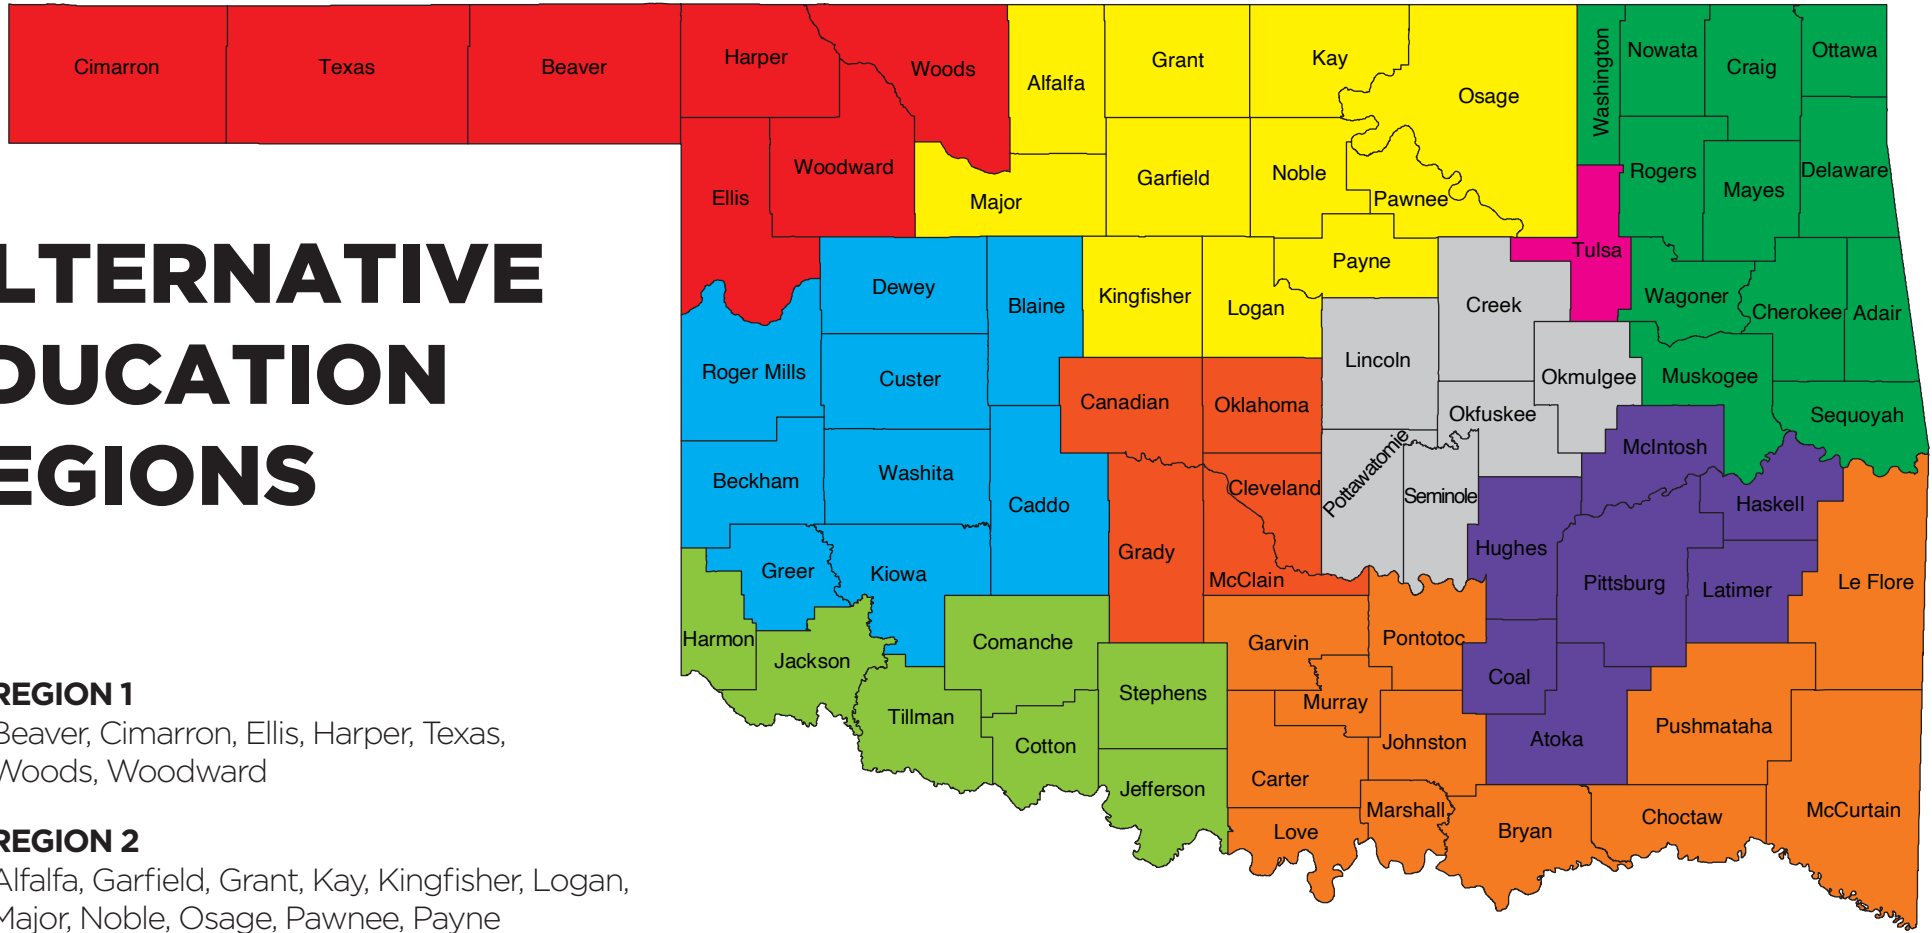 Cimarron
Texas
Beaver
Harper
Woods
Alfalfa
Grant
Kay
Osage
Washington
Nowata
Craig
Ottawa
Ellis
Woodward
Major
Garfield
Noble
Pawnee
Rogers
Mayes
Delaware
Tulsa
LTERNATIVE
DUCATION
EGIONS
Dewey
Blaine
Kingfisher
Logan
Payne
Creek
Wagoner
Cherokee
Adair
Roger Mills
Custer
Canadian
Oklahoma
Lincoln
Okmulgee
Okfuskee
Muskogee
Sequoyah
Beckham
Washita
Caddo
Cleveland
Pottawatomie
Seminole
McIntosh
Haskell
Greer
Kiowa
Grady
McClain
Hughes
Pittsburg
Latimer
Le Flore
Harmon
Jackson
Comanche
Garvin
Pontotoc
Coal
Tillman
Stephens
Murray
Johnston
Atoka
Pushmataha
Cotton
Jefferson
Carter
Love
Marshall
Bryan
Choctaw
McCurtain
REGION 1
Beaver, Cimarron, Ellis, Harper, Texas,
Woods, Woodward
REGION 2
Alfalfa, Garfield, Grant, Kay, Kingfisher, Logan,
Major, Noble, Osage, Pawnee, Payne